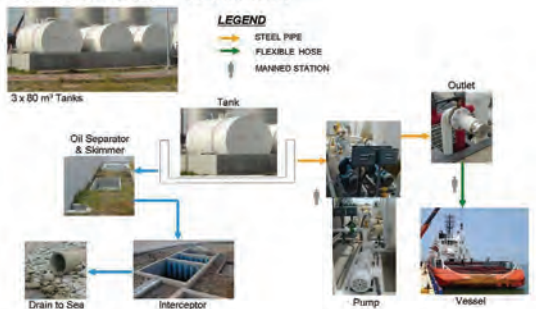 LEGEND
STEEL PIPE
FLEXIBLE HOSE
MANNED STATION
3 x 80 m³ Tanks
Tank
Outlet
Oil Separator
& Skimmer
Drain to Sea
Interceptor
Pump
Vessel